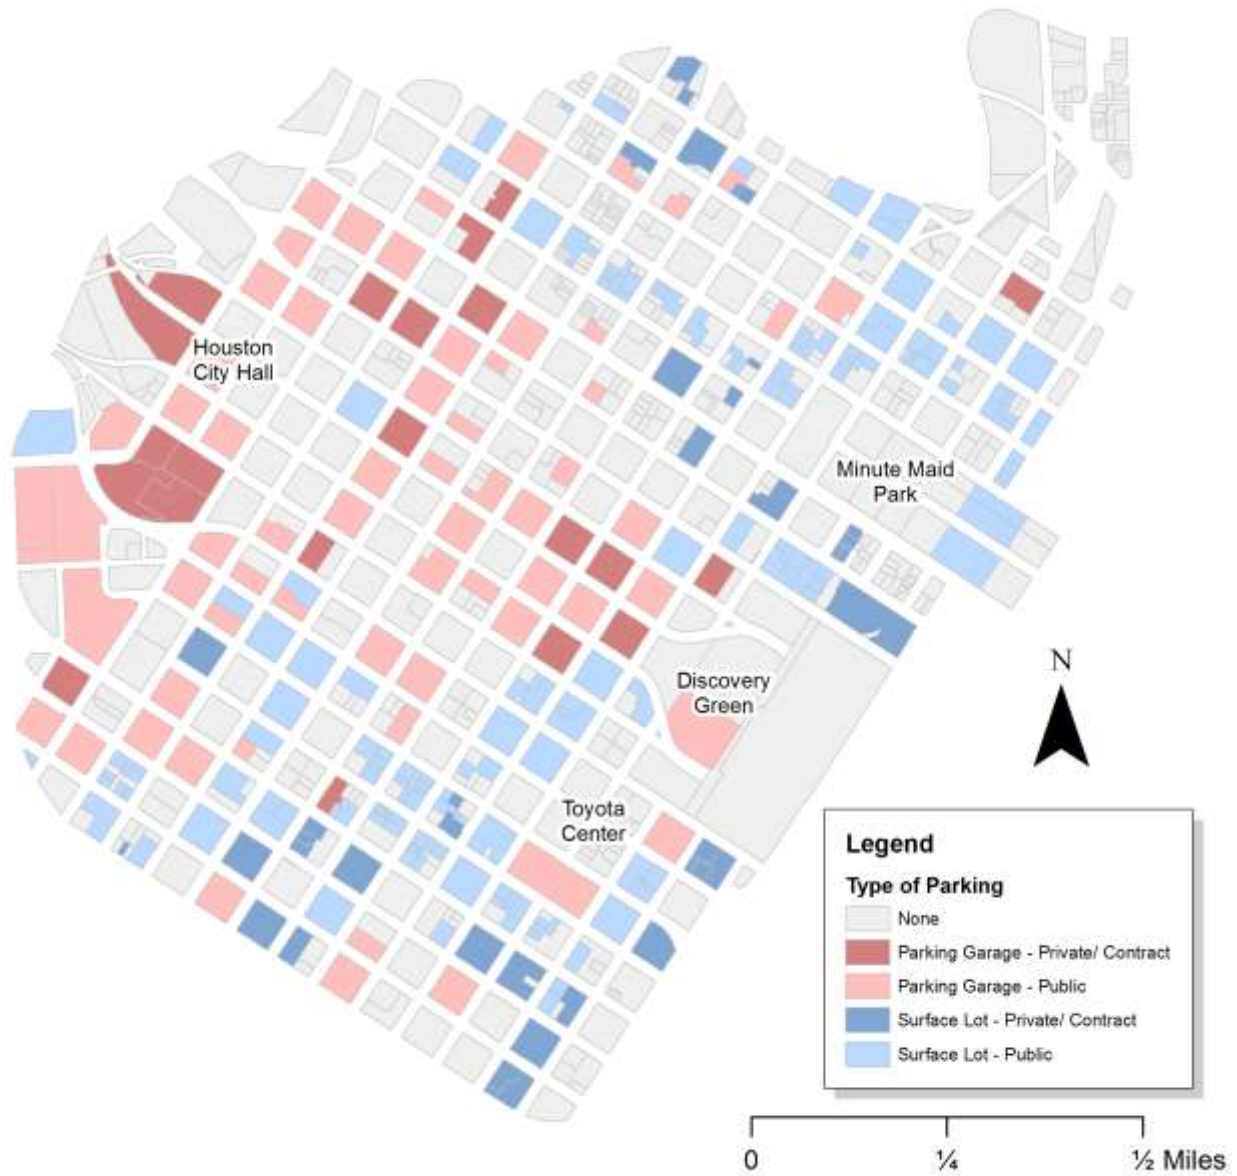 Houston
City Hall
Minute Maid
Park
Discovery
Green
N
Toyota
Center
Legend
Type of Parking
None
Parking Garage - Private/ Contract
Parking Garage - Public
Surface Lot - Private/ Contract
Surface Lot - Public
0 ¼ ½ Miles